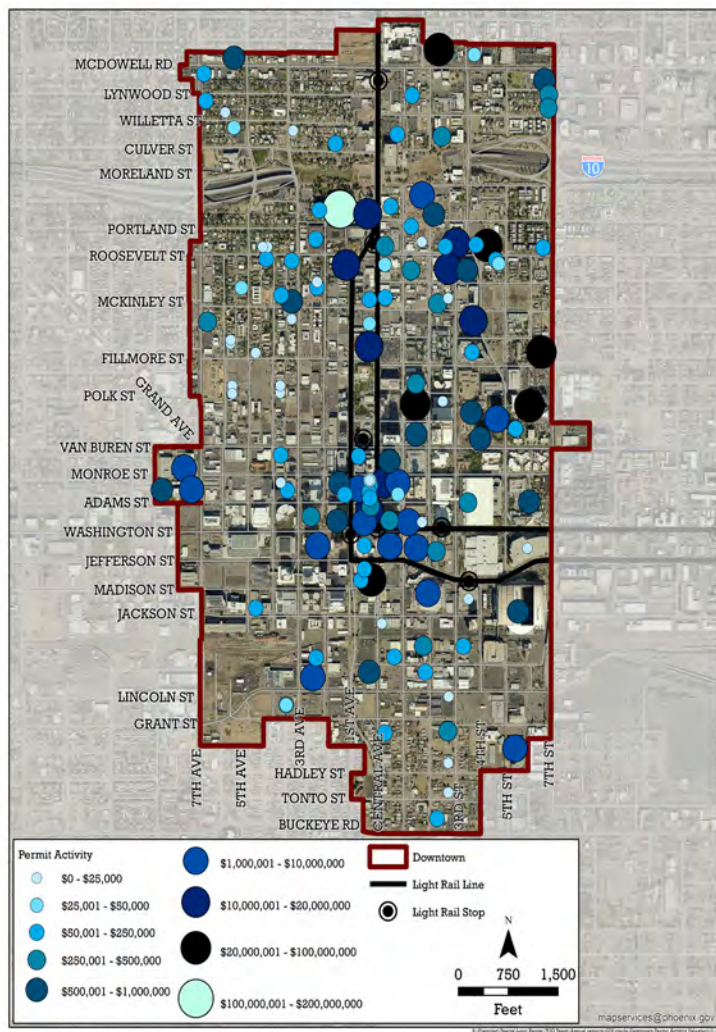 MCDOWELL RD
LYNWOOD ST
WILLETTA ST
CULVER ST
MORELAND ST
10
PORTLAND ST
ROOSEVELT ST
MCKINLEY ST
FILLMORE ST
POLK ST
GRAND AVE
VAN BUREN ST
MONROE ST
ADAMS ST
WASHINGTON ST
JEFFERSON ST
MADISON ST
JACKSON ST
LINCOLN ST
GRANT ST
7TH AVE
5TH AVE
3RD AVE
1ST AVE
CENTRAL AVE
3RD ST
4TH ST
5TH ST
7TH ST
HADLEY ST
TONTO ST
BUCKEYE RD
Permit Activity
$0 - $25,000
$25,001 - $50,000
$50,001 - $250,000
$250,001 - $500,000
$500,001 - $1,000,000
$1,000,001 - $10,000,000
$10,000,001 - $20,000,000
$20,000,001 - $100,000,000
$100,000,001 - $200,000,000
Downtown
Light Rail Line
Light Rail Stop
N
0 750 1,500
Feet
mapservices@phoenix.gov